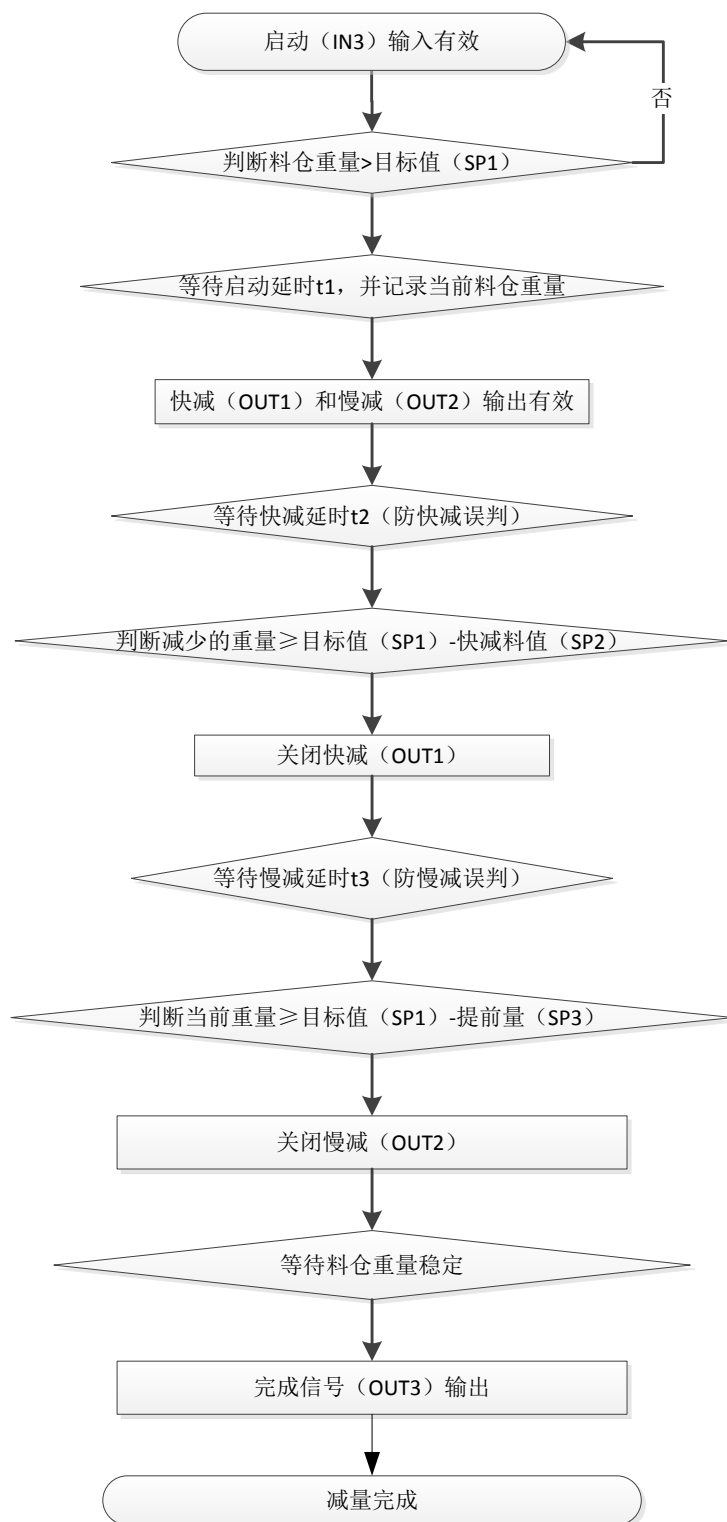 启动（IN3）输入有效
否
判断料仓重量>目标值（SP1）
等待启动延时t1，并记录当前料仓重量
快减（OUT1）和慢减（OUT2）输出有效
等待快减延时t2（防快减误判）
判断减少的重量≥目标值（SP1）-快减料值（SP2）
关闭快减（OUT1）
等待慢减延时t3（防慢减误判）
判断当前重量≥目标值（SP1）-提前量（SP3）
关闭慢减（OUT2）
等待料仓重量稳定
完成信号（OUT3）输出
减量完成